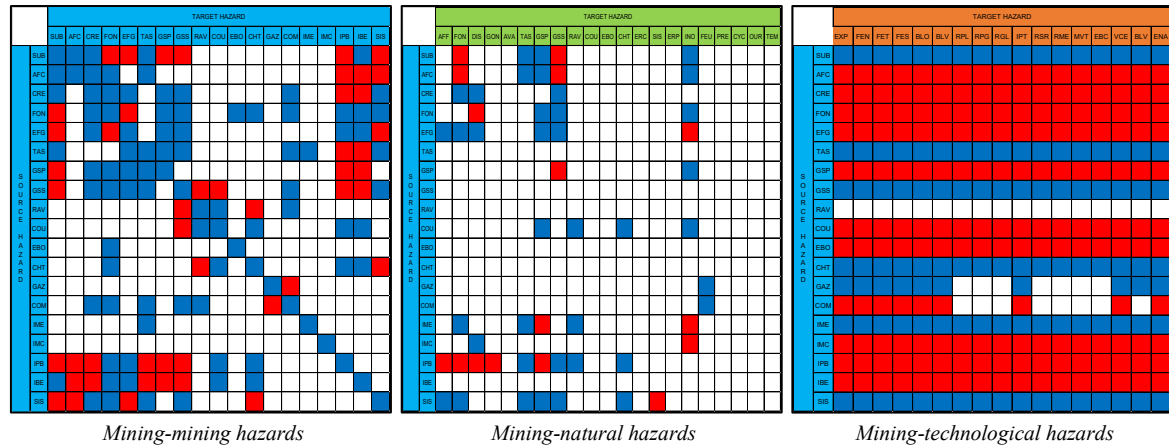 TARGET HAZARD
SUB AFC CRE FON EFG TAS GSP GSS RAV COU EBO CHT GAZ COM IME IMC IPB IBE SIS
SOURCE HAZARD
SUB
AFC
CRE
FON
EFG
TAS
GSP
GSS
RAV
COU
EBO
CHT
GAZ
COM
IME
IMC
IPB
IBE
SIS
Mining-mining hazards
TARGET HAZARD
AFF FON DIS GON AVA TAS GSP GSS RAV COU EBO CHT ERC SIS ERP INO FEU PRE CYC OUR TEM
SOURCE HAZARD
SUB
AFC
CRE
FON
EFG
TAS
GSP
GSS
RAV
COU
EBO
CHT
GAZ
COM
IME
IMC
IPB
IBE
SIS
Mining-natural hazards
TARGET HAZARD
EXP FEN FET FES BLO BLV RPL RPG RGL IPT RSR RME MVT EBC VCE BLV ENA
SOURCE HAZARD
SUB
AFC
CRE
FON
EFG
TAS
GSP
GSS
RAV
COU
EBO
CHT
GAZ
COM
IME
IMC
IPB
IBE
SIS
Mining-technological hazards